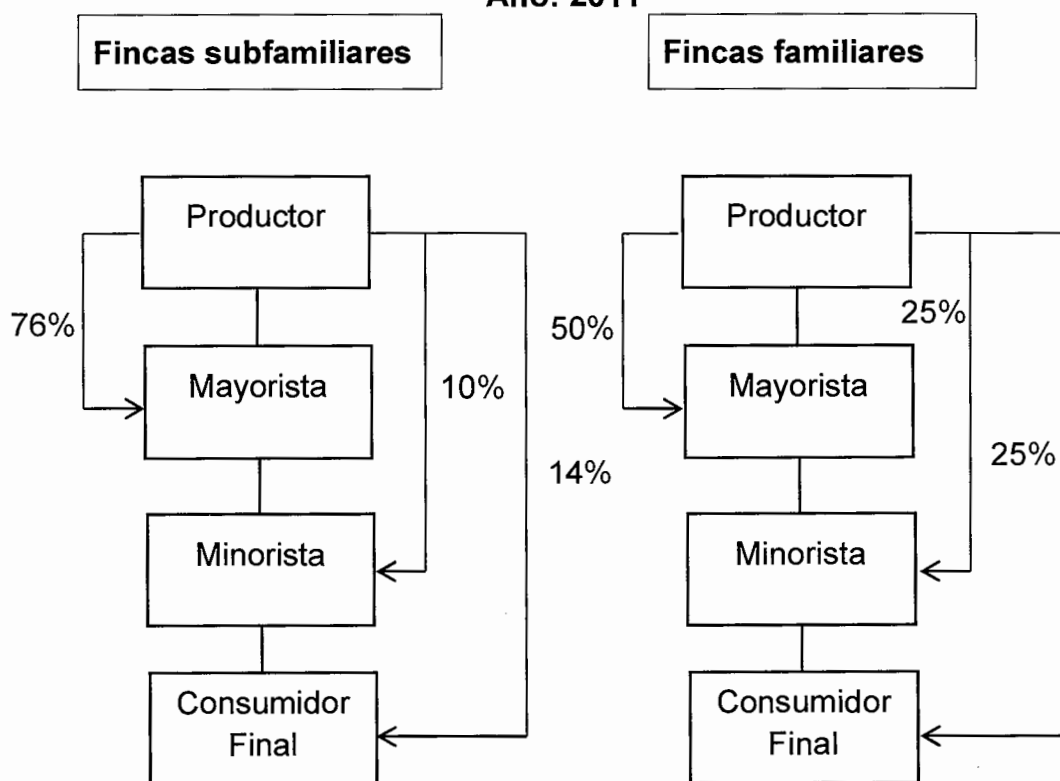 Fincas subfamiliares
Fincas familiares
Productor
Productor
76%
50%
25%
Mayorista
10%
Mayorista
14%
25%
Minorista
Minorista
Consumidor
Final
Consumidor
Final